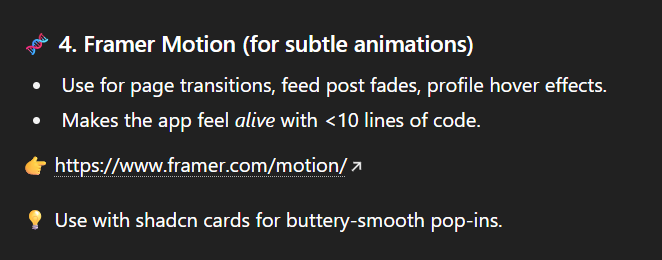 🧬 4. Framer Motion (for subtle animations)
• Use for page transitions, feed post fades, profile hover effects.
• Makes the app feel alive with <10 lines of code.
👉 https://www.framer.com/motion/↗
💡 Use with shadcn cards for buttery-smooth pop-ins.